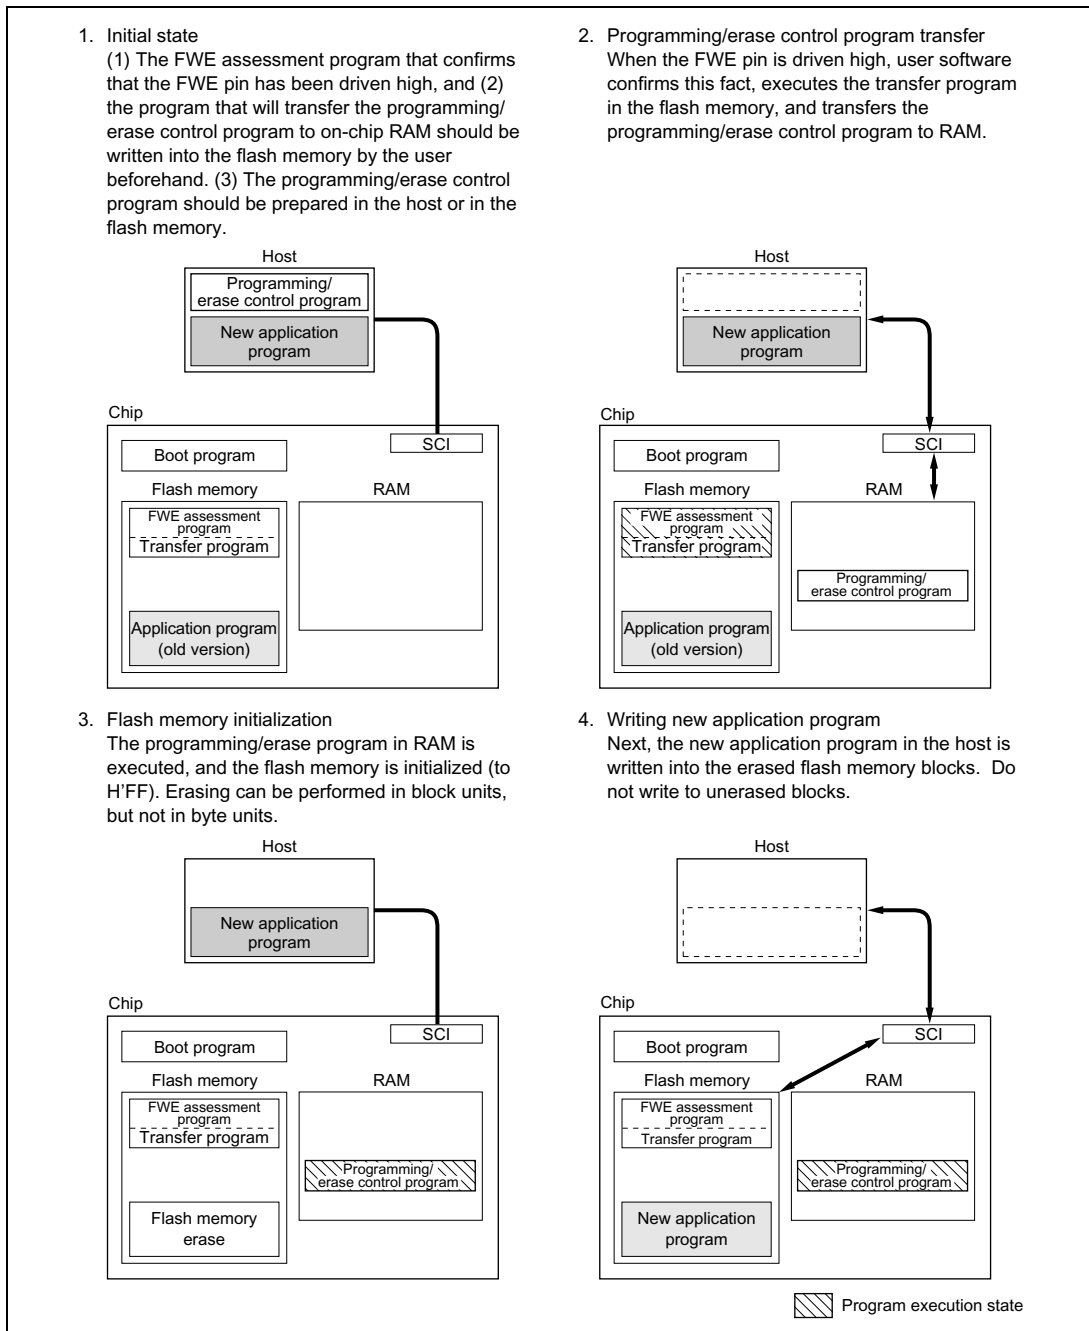 1. Initial state
(1) The FWE assessment program that confirms
that the FWE pin has been driven high, and (2)
the program that will transfer the programming/
erase control program to on-chip RAM should be
written into the flash memory by the user
beforehand. (3) The programming/erase control
program should be prepared in the host or in the
flash memory.
Host
Programming/
erase control program
New application
program
Chip
SCI
Boot program
Flash memory
RAM
FWE assessment
program
Transfer program
Application program
(old version)
2. Programming/erase control program transfer
When the FWE pin is driven high, user software
confirms this fact, executes the transfer program
in the flash memory, and transfers the
programming/erase control program to RAM.
Host
New application
program
Chip
SCI
Boot program
Flash memory
RAM
FWE assessment
program
Transfer program
Programming/
erase control program
Application program
(old version)
3. Flash memory initialization
The programming/erase program in RAM is
executed, and the flash memory is initialized (to
H'FF). Erasing can be performed in block units,
but not in byte units.
Host
New application
program
Chip
SCI
Boot program
Flash memory
RAM
FWE assessment
program
Transfer program
Programming/
erase control program
Flash memory
erase
4. Writing new application program
Next, the new application program in the host is
written into the erased flash memory blocks. Do
not write to unerased blocks.
Host
Chip
SCI
Boot program
Flash memory
RAM
FWE assessment
program
Transfer program
Programming/
erase control program
New application
program
Program execution state